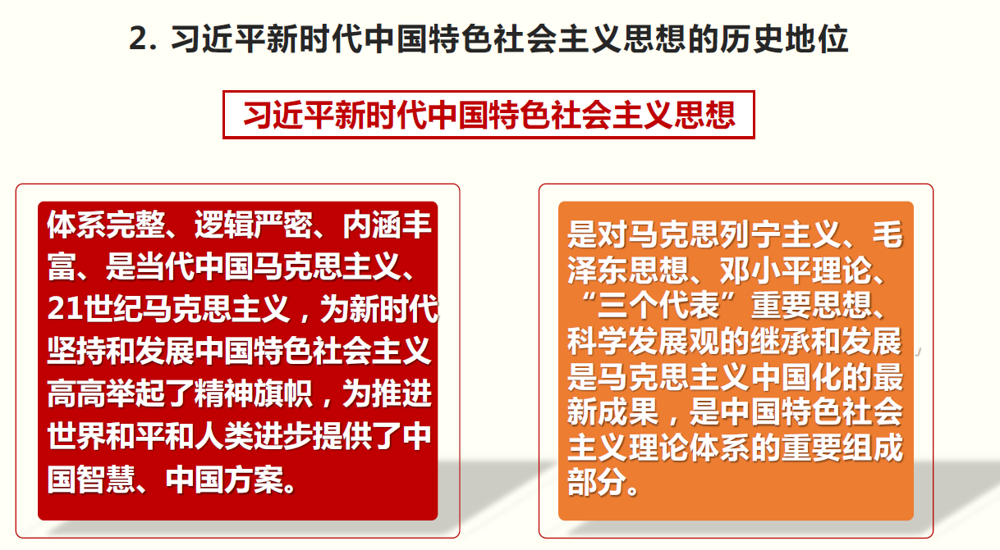 2. 习近平新时代中国特色社会主义思想的历史地位
习近平新时代中国特色社会主义思想
体系完整、逻辑严密、内涵丰
富、是当代中国马克思主义、
21世纪马克思主义，为新时代
坚持和发展中国特色社会主义
高高举起了精神旗帜，为推进
世界和平和人类进步提供了中
国智慧、中国方案。
是对马克思列宁主义、毛
泽东思想、邓小平理论、
“三个代表”重要思想、
科学发展观的继承和发展，
是马克思主义中国化的最
新成果，是中国特色社会
主义理论体系的重要组成
部分。